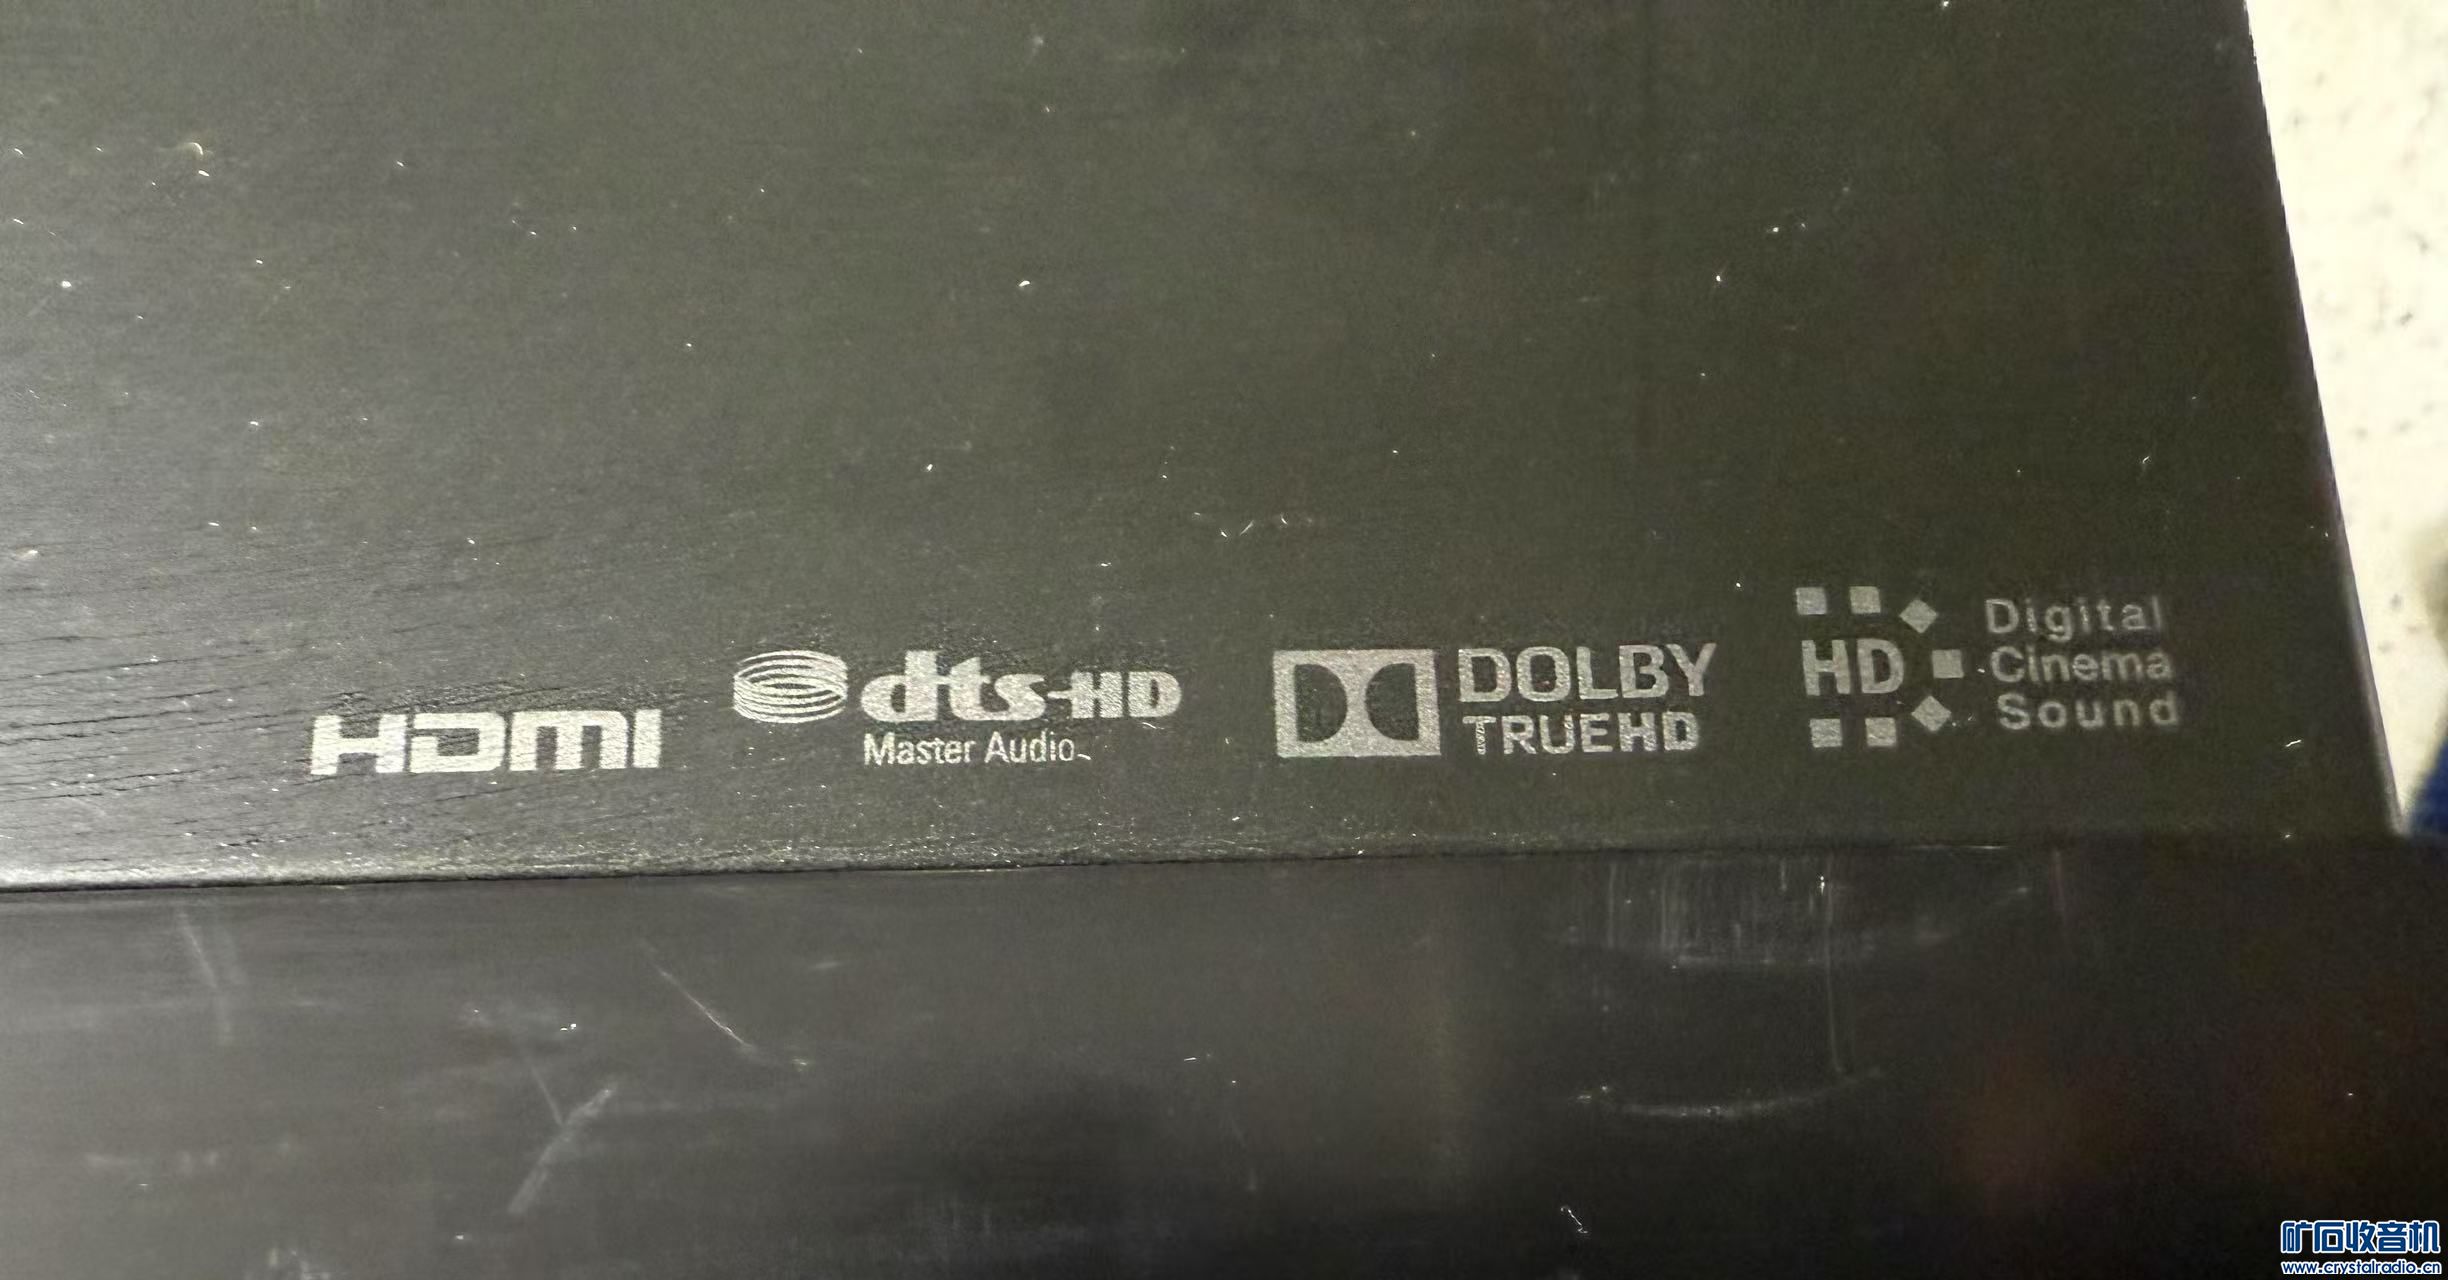 HDMI
dts-HD
Master Audio
DOLBY
TRUEHD
HD
Digital
Cinema
Sound
矿石收音机
www.crystalradio.cn